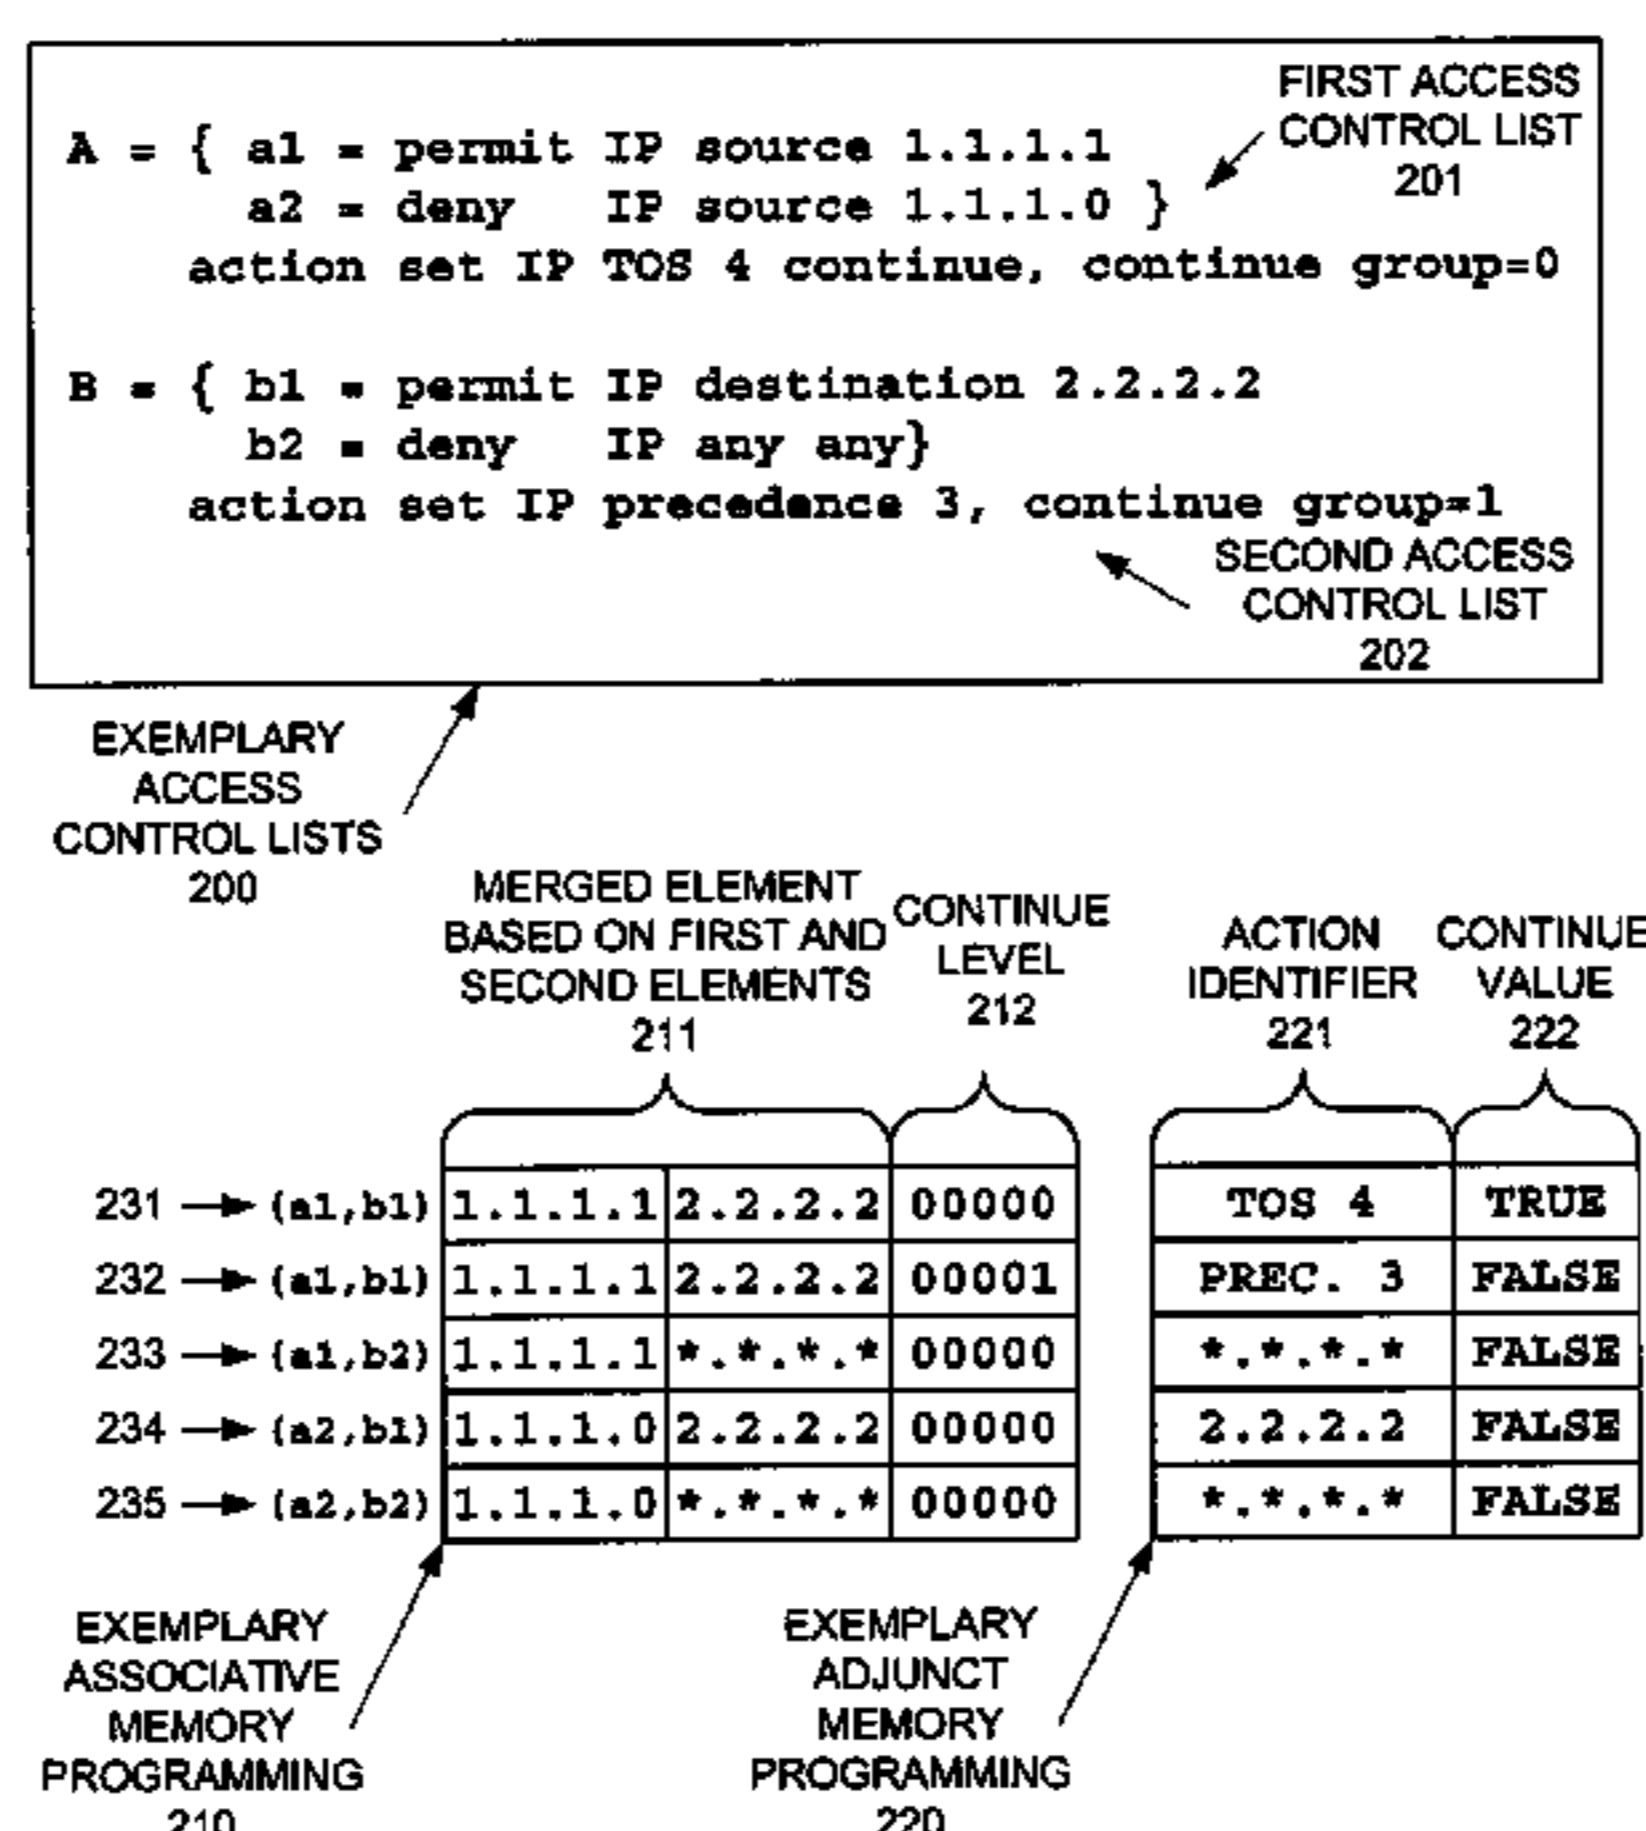 FIRST ACCESS
CONTROL LIST
201
A = { a1 = permit IP source 1.1.1.1
a2 = deny IP source 1.1.1.0 }
action set IP TOS 4 continue, continue group=0
B = { b1 = permit IP destination 2.2.2.2
b2 = deny IP any any}
action set IP precedence 3, continue group=1
SECOND ACCESS
CONTROL LIST
202
EXEMPLARY
ACCESS
CONTROL LISTS
200
MERGED ELEMENT
BASED ON FIRST AND
SECOND ELEMENTS
211
CONTINUE
LEVEL
212
ACTION
IDENTIFIER
221
CONTINUE
VALUE
222
231 (a1,b1) 1.1.1.1 2.2.2.2 00000 TOS 4 TRUE
232 (a1,b1) 1.1.1.1 2.2.2.2 00001 PREC. 3 FALSE
233 (a1,b2) 1.1.1.1 *.*.*.* 00000 *.*.*.* FALSE
234 (a2,b1) 1.1.1.0 2.2.2.2 00000 2.2.2.2 FALSE
235 (a2,b2) 1.1.1.0 *.*.*.* 00000 *.*.*.* FALSE
EXEMPLARY
ASSOCIATIVE
MEMORY
PROGRAMMING
210
EXEMPLARY
ADJUNCT
MEMORY
PROGRAMMING
220